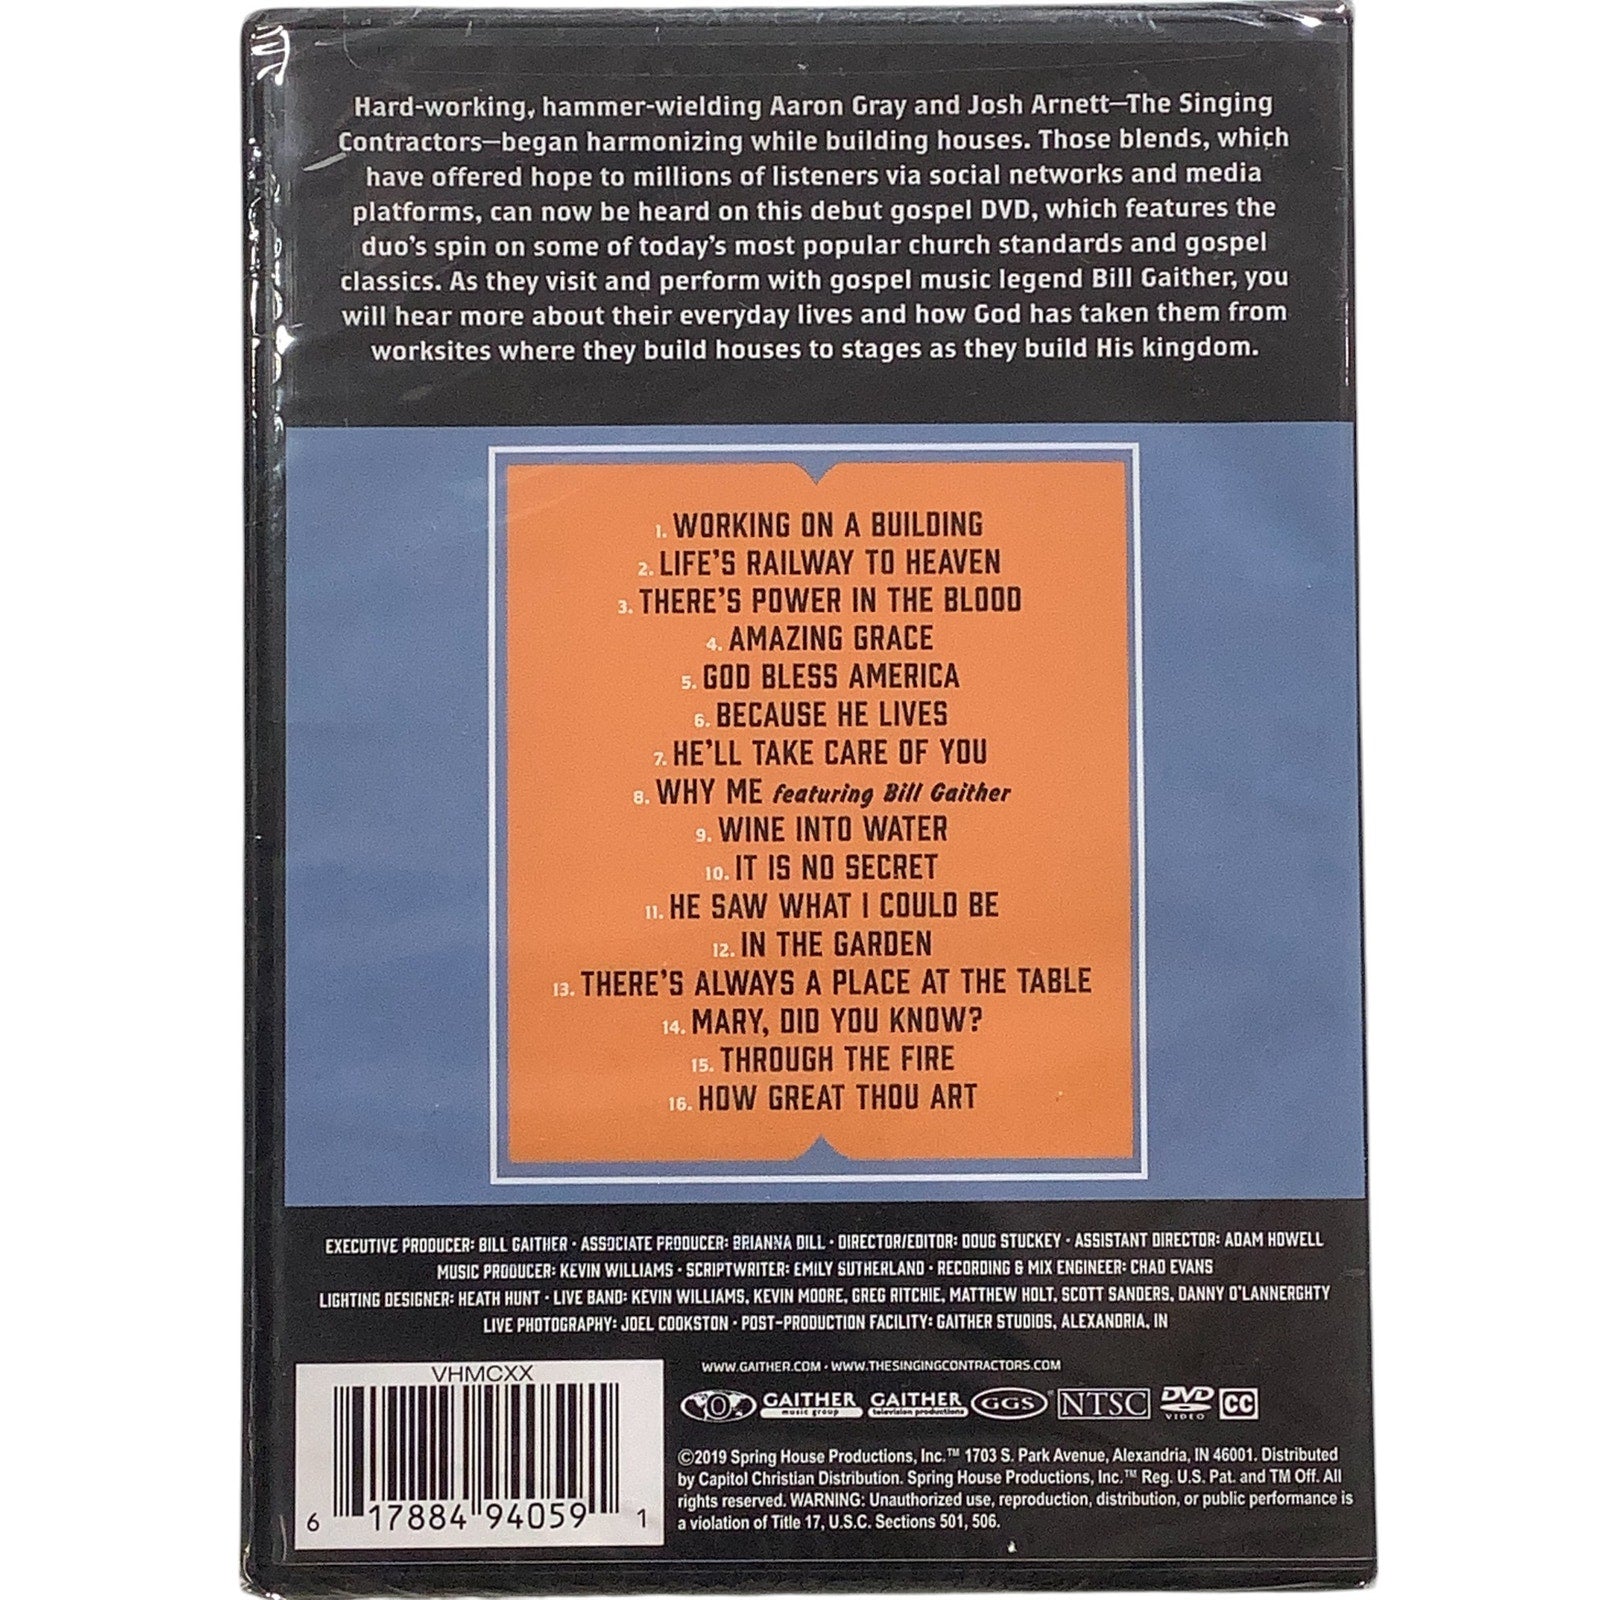 Hard-working, hammer-wielding Aaron Gray and Josh Arnett—The Singing
Contractors—began harmonizing while building houses. Those blends, which
have offered hope to millions of listeners via social networks and media
platforms, can now be heard on this debut gospel DVD, which features the
duo's spin on some of today's most popular church standards and gospel
classics. As they visit and perform with gospel music legend Bill Gaither, you
will hear more about their everyday lives and how God has taken them from
worksites where they build houses to stages as they build His kingdom.
1. WORKING ON A BUILDING
2. LIFE'S RAILWAY TO HEAVEN
3. THERE'S POWER IN THE BLOOD
4. AMAZING GRACE
5. GOD BLESS AMERICA
6. BECAUSE HE LIVES
7. HE'LL TAKE CARE OF YOU
8. WHY ME featuring Bill Gaither
9. WINE INTO WATER
10. IT IS NO SECRET
11. HE SAW WHAT I COULD BE
12. IN THE GARDEN
13. THERE'S ALWAYS A PLACE AT THE TABLE
14. MARY, DID YOU KNOW?
15. THROUGH THE FIRE
16. HOW GREAT THOU ART
EXECUTIVE PRODUCER: BILL GAITHER · ASSOCIATE PRODUCER: BRIANNA DILL · DIRECTOR/EDITOR: DOUG STUCKEY · ASSISTANT DIRECTOR: ADAM HOWELL
MUSIC PRODUCER: KEVIN WILLIAMS · SCRIPTWRITER: EMILY SUTHERLAND · RECORDING & MIX ENGINEER: CHAD EVANS
LIGHTING DESIGNER: HEATH HUNT · LIVE BAND: KEVIN WILLIAMS, KEVIN MOORE, GREG RITCHIE, MATTHEW HOLT, SCOTT SANDERS, DANNY O'LANNERGHTY
LIVE PHOTOGRAPHY: JOEL COOKSTON · POST-PRODUCTION FACILITY: GAITHER STUDIOS, ALEXANDRIA, IN
WWW.GAITHER.COM · WWW.THESINGINGCONTRACTORS.COM
VHMCXX
GAITHER music group GAITHER television productions GGS® NTSC DVD VIDEO CC
6 17884 94059 1
©2019 Spring House Productions, Inc.™ 1703 S. Park Avenue, Alexandria, IN 46001. Distributed
by Capitol Christian Distribution. Spring House Productions, Inc.™ Reg. U.S. Pat. and TM Off. All
rights reserved. WARNING: Unauthorized use, reproduction, distribution, or public performance is
a violation of Title 17, U.S.C. Sections 501, 506.